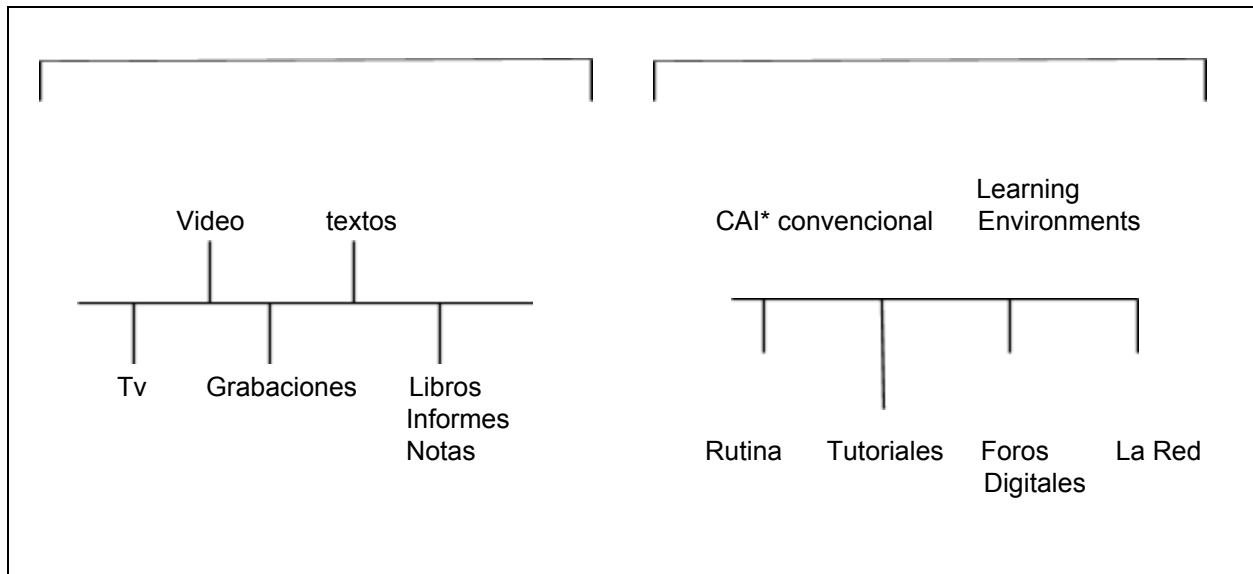 Video textos
Tv Grabaciones Libros
Informes
Notas
Learning
CAI* convencional Environments
Rutina Tutoriales Foros La Red
Digitales